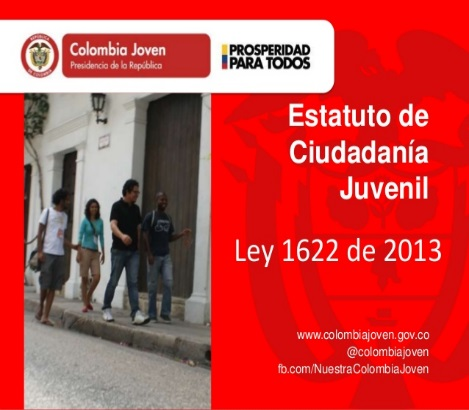 Colombia Joven
Presidencia de la República
PROSPERIDAD
PARA TODOS
Estatuto de
Ciudadanía
Juvenil
Ley 1622 de 2013
www.colombiajoven.gov.co
@colombiajoven
fb.com/NuestraColombiaJoven